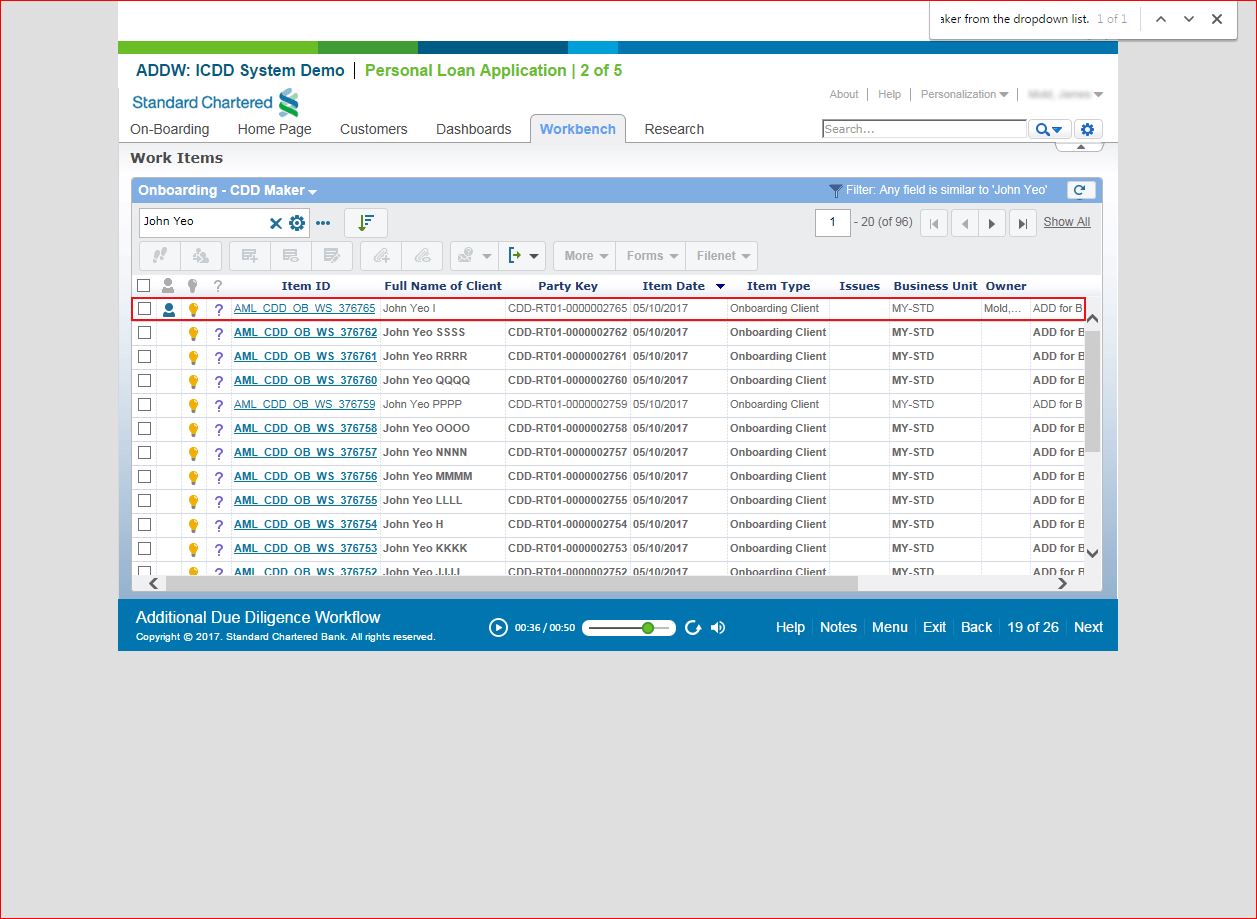 aker from the dropdown list. 1 of 1
ADDW: ICDD System Demo | Personal Loan Application | 2 of 5
Standard Chartered
About | Help | Personalization |
On-Boarding Home Page Customers Dashboards Workbench Research Search...
Work Items
Onboarding - CDD Maker Filter: Any field is similar to 'John Yeo'
John Yeo 1 - 20 (of 96) Show All
More Forms Filenet
? Item ID Full Name of Client Party Key Item Date Item Type Issues Business Unit Owner
? AML_CDD_OB_WS_376765 John Yeo I CDD-RT01-0000002765 05/10/2017 Onboarding Client MY-STD Mold,... ADD for B
? AML_CDD_OB_WS_376762 John Yeo SSSS CDD-RT01-0000002762 05/10/2017 Onboarding Client MY-STD ADD for B
? AML_CDD_OB_WS_376761 John Yeo RRRR CDD-RT01-0000002761 05/10/2017 Onboarding Client MY-STD ADD for B
? AML_CDD_OB_WS_376760 John Yeo QQQQ CDD-RT01-0000002760 05/10/2017 Onboarding Client MY-STD ADD for B
? AML_CDD_OB_WS_376759 John Yeo PPPP CDD-RT01-0000002759 05/10/2017 Onboarding Client MY-STD ADD for B
? AML_CDD_OB_WS_376758 John Yeo OOOO CDD-RT01-0000002758 05/10/2017 Onboarding Client MY-STD ADD for B
? AML_CDD_OB_WS_376757 John Yeo NNNN CDD-RT01-0000002757 05/10/2017 Onboarding Client MY-STD ADD for B
? AML_CDD_OB_WS_376756 John Yeo MMMM CDD-RT01-0000002756 05/10/2017 Onboarding Client MY-STD ADD for B
? AML_CDD_OB_WS_376755 John Yeo LLLL CDD-RT01-0000002755 05/10/2017 Onboarding Client MY-STD ADD for B
? AML_CDD_OB_WS_376754 John Yeo H CDD-RT01-0000002754 05/10/2017 Onboarding Client MY-STD ADD for B
? AML_CDD_OB_WS_376753 John Yeo KKKK CDD-RT01-0000002753 05/10/2017 Onboarding Client MY-STD ADD for B
? AML_CDD_OB_WS_376752 John Yeo JJJJ CDD-RT01-0000002752 05/10/2017 Onboarding Client MY-STD ADD for B
Additional Due Diligence Workflow
Copyright © 2017. Standard Chartered Bank. All rights reserved.
00:36 / 00:50 Help Notes Menu Exit Back 19 of 26 Next